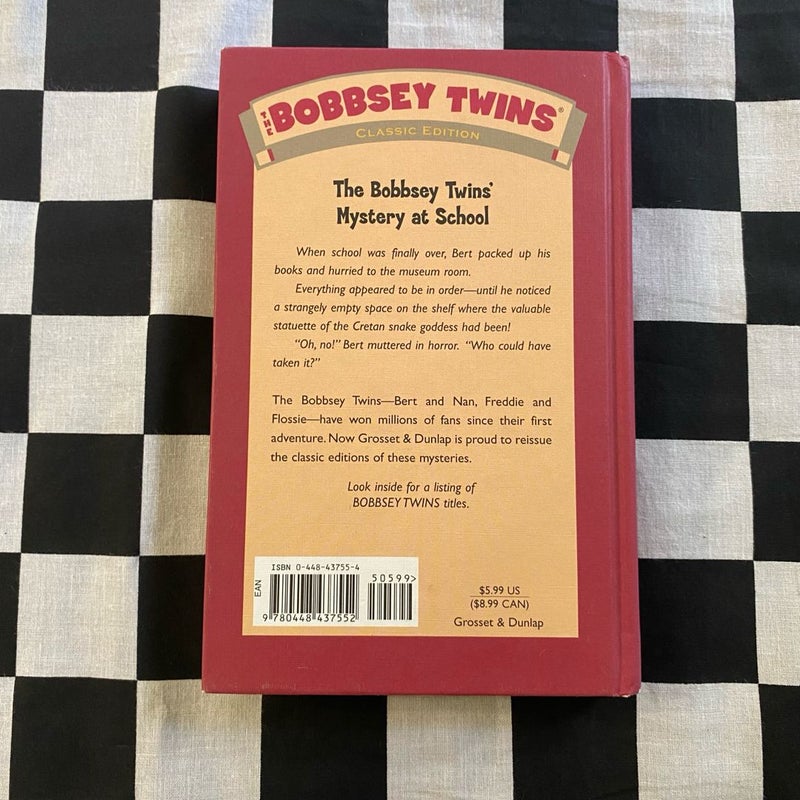 THE BOBBSEY TWINS®
CLASSIC EDITION
The Bobbsey Twins'
Mystery at School
When school was finally over, Bert packed up his
books and hurried to the museum room.
Everything appeared to be in order—until he noticed
a strangely empty space on the shelf where the valuable
statuette of the Cretan snake goddess had been!
"Oh, no!" Bert muttered in horror. "Who could have
taken it?"
The Bobbsey Twins—Bert and Nan, Freddie and
Flossie—have won millions of fans since their first
adventure. Now Grosset & Dunlap is proud to reissue
the classic editions of these mysteries.
Look inside for a listing of
BOBBSEY TWINS titles.
ISBN 0-448-43755-4
50599>
EAN
9 780448 437552
$5.99 US
($8.99 CAN)
Grosset & Dunlap